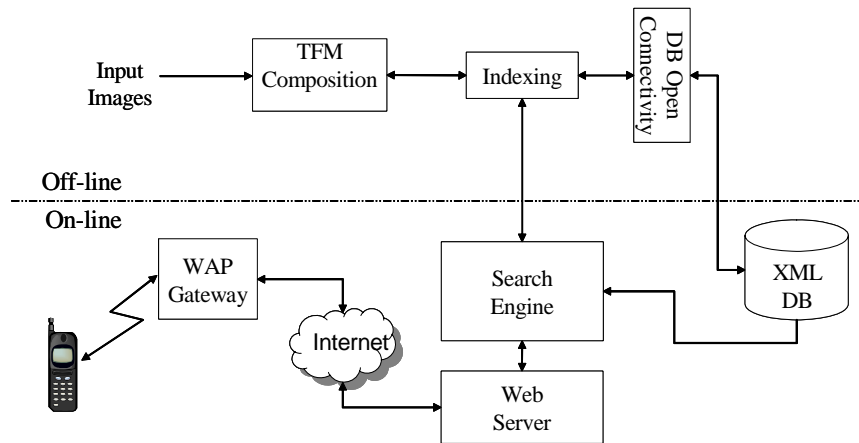 Input
Images
TFM
Composition
Indexing
DB Open
Connectivity
Off-line
On-line
WAP
Gateway
Internet
Search
Engine
Web
Server
XML
DB